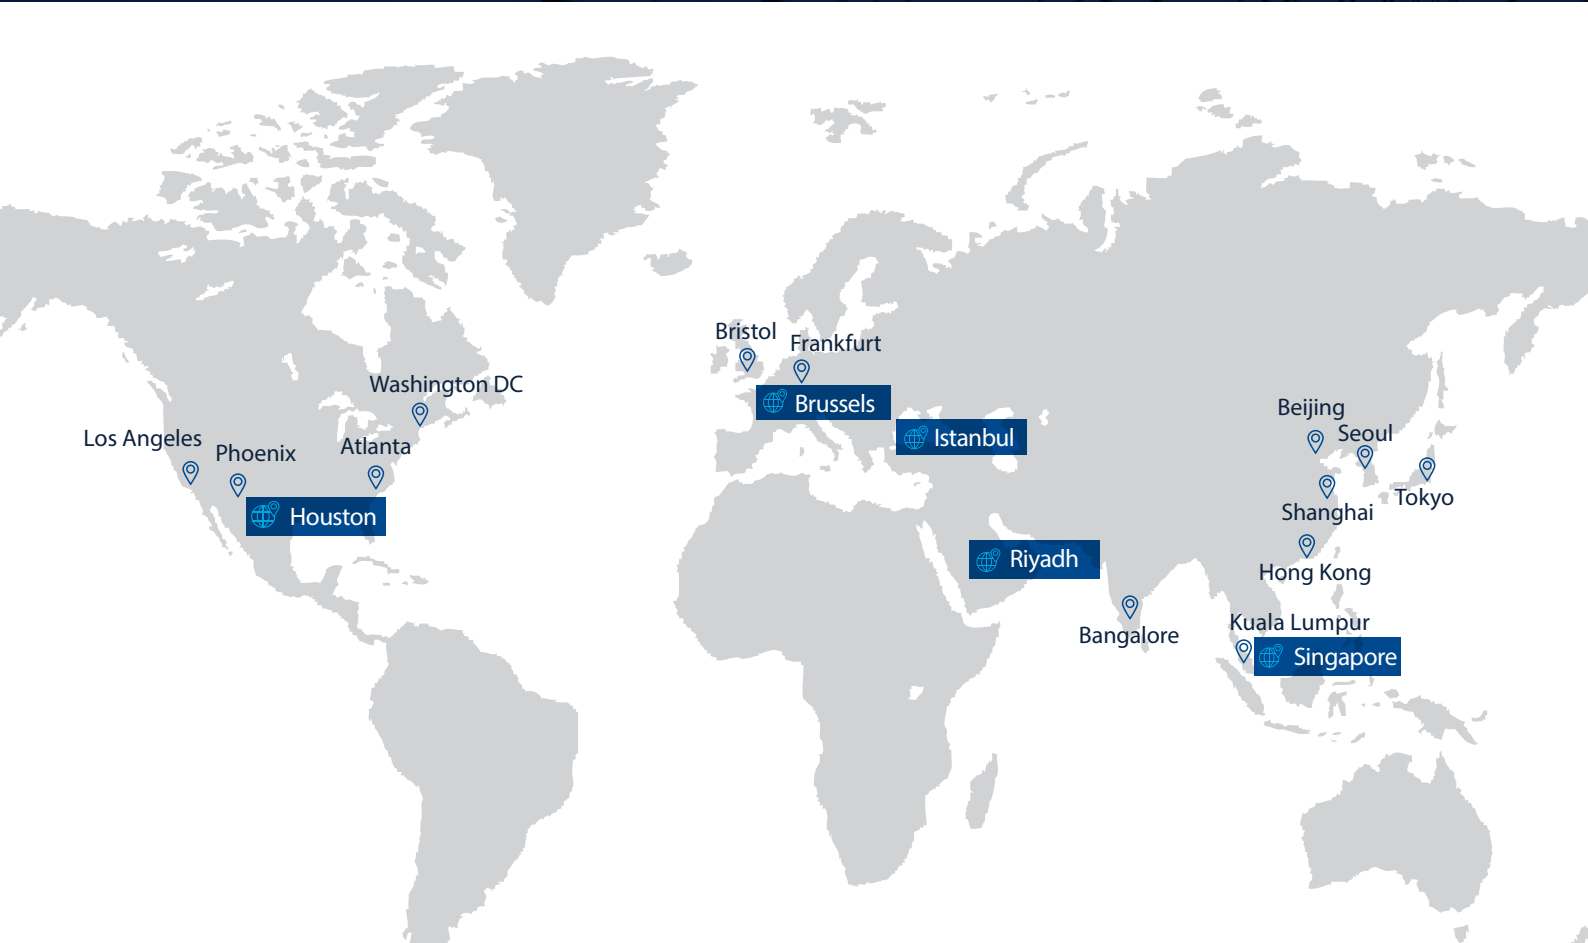 Bristol
Frankfurt
Washington DC
Brussels
Beijing
Los Angeles
Phoenix
Atlanta
Istanbul
Seoul
Houston
Tokyo
Shanghai
Riyadh
Hong Kong
Bangalore
Kuala Lumpur
Singapore